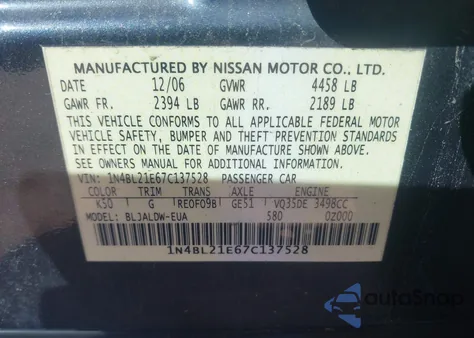 MANUFACTURED BY NISSAN MOTOR CO., LTD.
DATE 12/06 GVWR 4458 LB
GAWR FR. 2394 LB GAWR RR. 2189 LB
THIS VEHICLE CONFORMS TO ALL APPLICABLE FEDERAL MOTOR
VEHICLE SAFETY, BUMPER AND THEFT PREVENTION STANDARDS
IN EFFECT ON THE DATE OF MANUFACTURE SHOWN ABOVE.
SEE OWNERS MANUAL FOR ADDITIONAL INFORMATION.
VIN: 1N4BL21E67C137528 PASSENGER CAR
COLOR TRIM TRANS AXLE ENGINE
K50 G RE0F09B GE51 VQ35DE 3498CC
MODEL: BLJALDW-EUA 580 0Z000
1N4BL21E67C137528
autoSnap